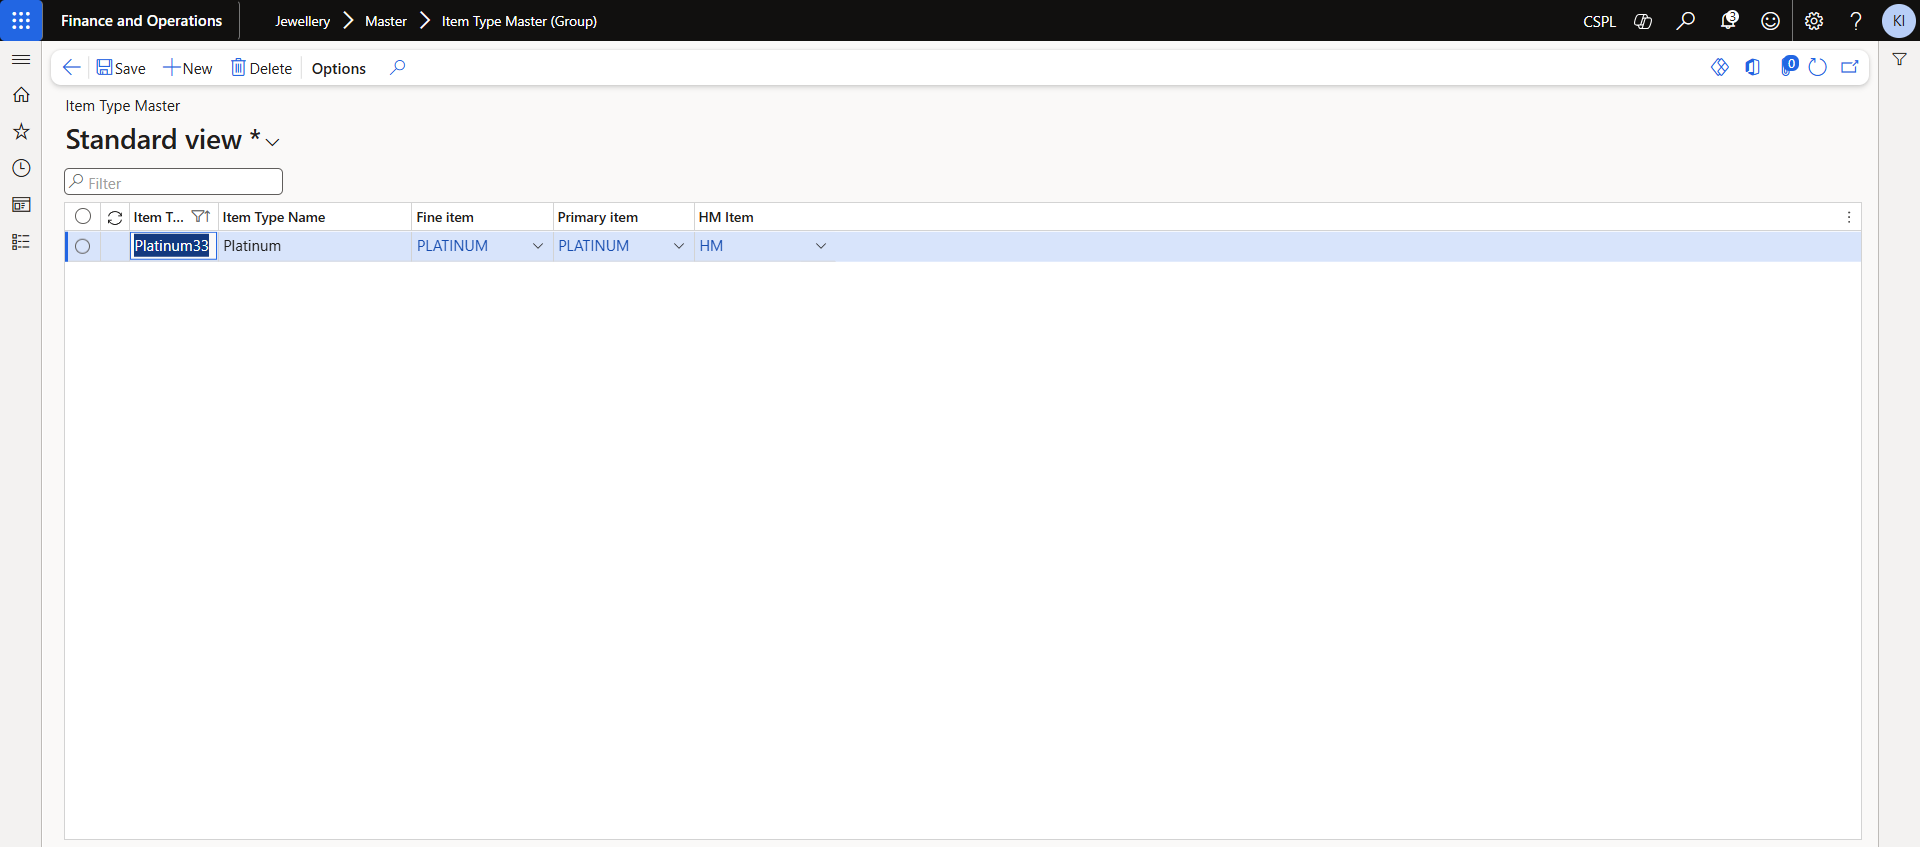 Finance and Operations Jewellery Master Item Type Master (Group) CSPL 3 KI
Save New Delete Options 0
Item Type Master
Standard view *
Filter
Item T... Item Type Name Fine item Primary item HM Item
Platinum33 Platinum PLATINUM PLATINUM HM